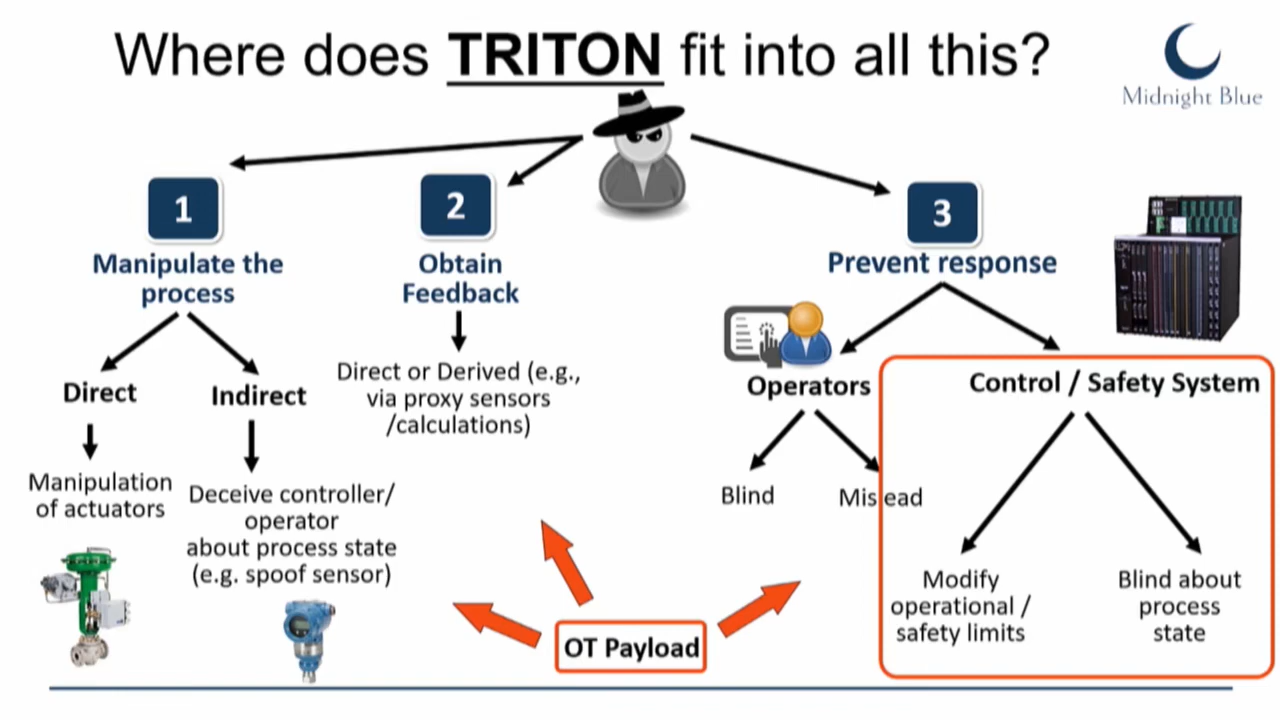 Where does TRITON fit into all this?
Midnight Blue
1
Manipulate the
process
Direct
Manipulation
of actuators
Indirect
Deceive controller/
operator
about process state
(e.g. spoof sensor)
2
Obtain
Feedback
Direct or Derived (e.g.,
via proxy sensors
/calculations)
3
Prevent response
Operators
Blind
Mislead
Control / Safety System
Modify
operational /
safety limits
Blind about
process
state
OT Payload